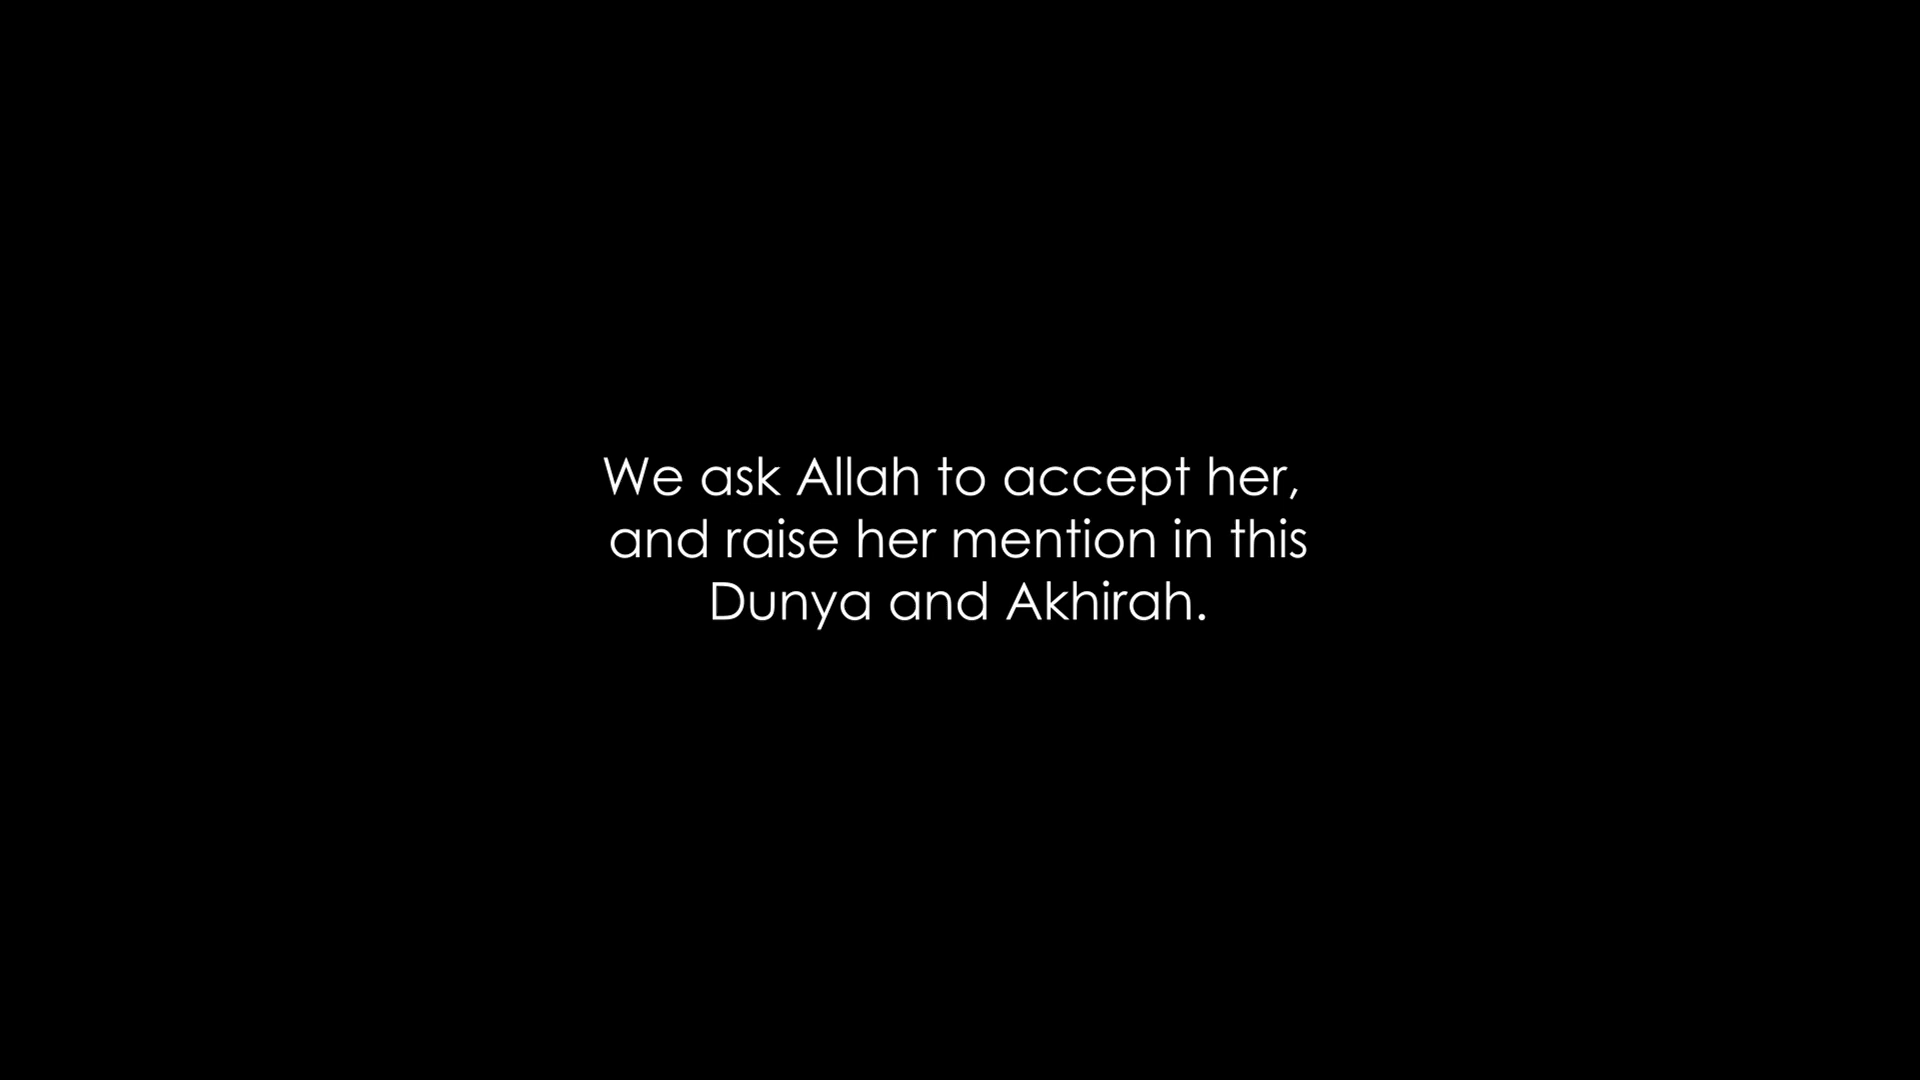 We ask Allah to accept her,
and raise her mention in this
Dunya and Akhirah.